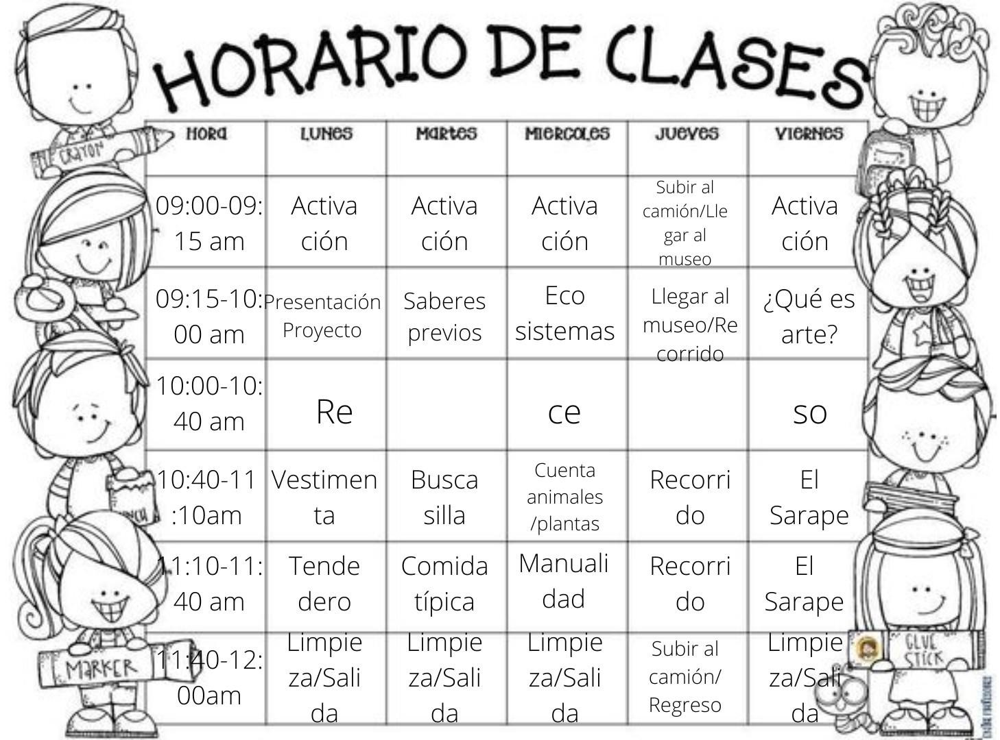 HORARIO DE CLASES
HORA LUNES MARTES MIERCOLES JUEVES VIERNES
09:00-09:
15 am
Activa
ción
Activa
ción
Activa
ción
Subir al
camión/Lle
gar al
museo
Activa
ción
09:15-10:
00 am
Presentación
Proyecto
Saberes
previos
Eco
sistemas
Llegar al
museo/Re
corrido
¿Qué es
arte?
10:00-10:
40 am
Re ce so
10:40-11
:10am
Vestimen
ta
Busca
silla
Cuenta
animales
/plantas
Recorri
do
El
Sarape
11:10-11:
40 am
Tende
dero
Comida
típica
Manuali
dad
Recorri
do
El
Sarape
11:40-12:
00am
Limpie
za/Sali
da
Limpie
za/Sali
da
Limpie
za/Sali
da
Subir al
camión/
Regreso
Limpie
za/Sali
da
CRAYON
MARKER
GLUE
STICK